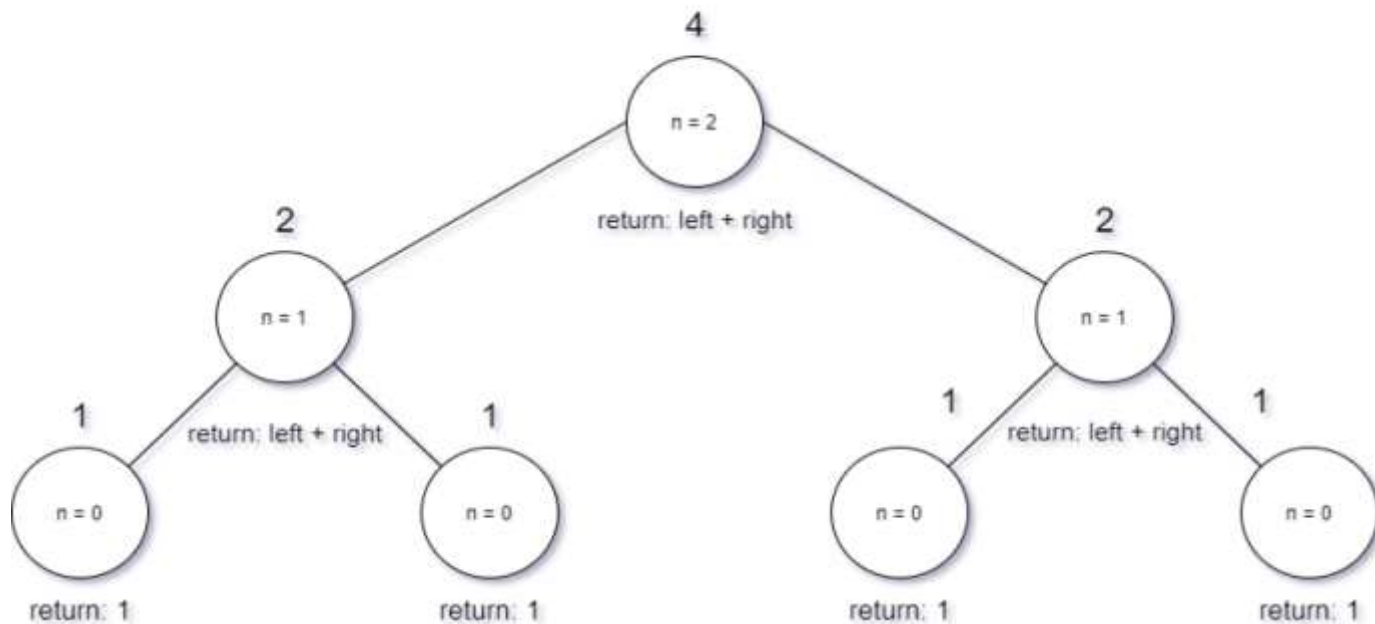 4
n = 2
return: left + right
2
2
n = 1
n = 1
1
1
1
1
return: left + right
return: left + right
n = 0
n = 0
n = 0
n = 0
return: 1
return: 1
return: 1
return: 1